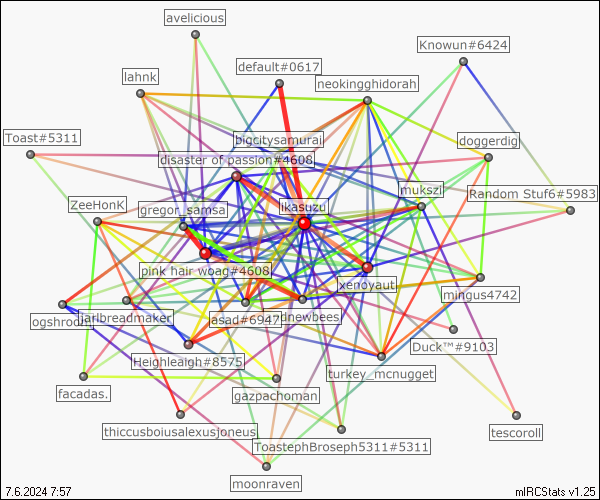 avelicious
Knowun#6424
default#0617
lahnk
neokingghidorah
Toast#5311
bigcitysamurai
doggerdig
disaster of passion#4608
mukszi
Random Stuf6#5983
ZeeHonK
gregor_samsa
ikasuzu
pink hair woag#4608
xenoyaut
mingus4742
ogshroom
jarlbreadmaker
asad#6947
dnewbees
Duck™#9103
Heighleaigh#8575
turkey_mcnugget
facadas.
gazpachoman
thiccusboiusalexusjoneus
tescoroll
ToastephBroseph5311#5311
moonraven
7.6.2024 7:57
mIRCStats v1.25